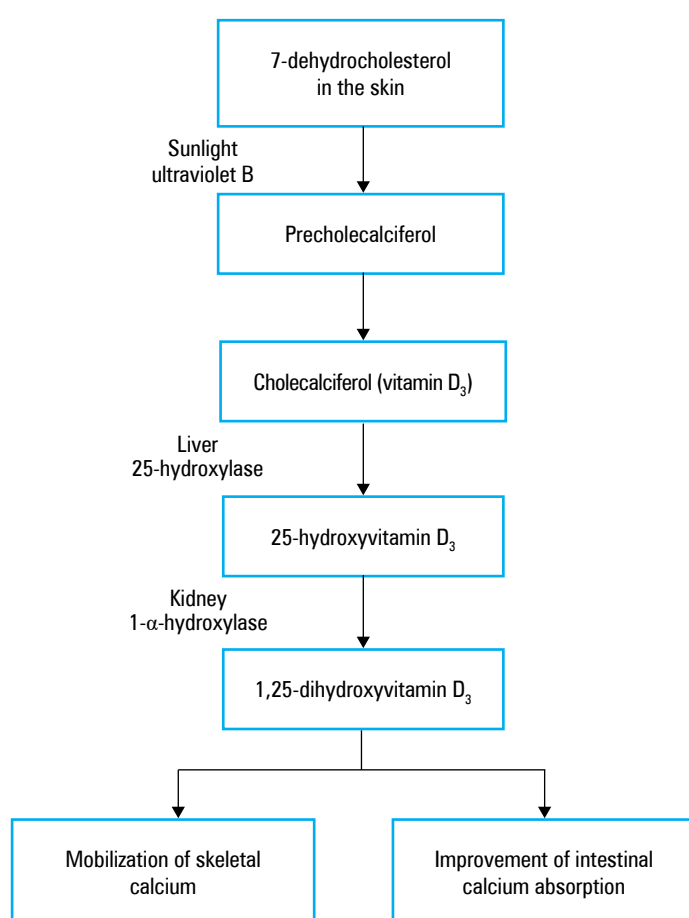 7-dehydrocholesterol
in the skin
Sunlight
ultraviolet B
Precholecalciferol
Cholecalciferol (vitamin D₃)
Liver
25-hydroxylase
25-hydroxyvitamin D₃
Kidney
1-α-hydroxylase
1,25-dihydroxyvitamin D₃
Mobilization of skeletal
calcium
Improvement of intestinal
calcium absorption